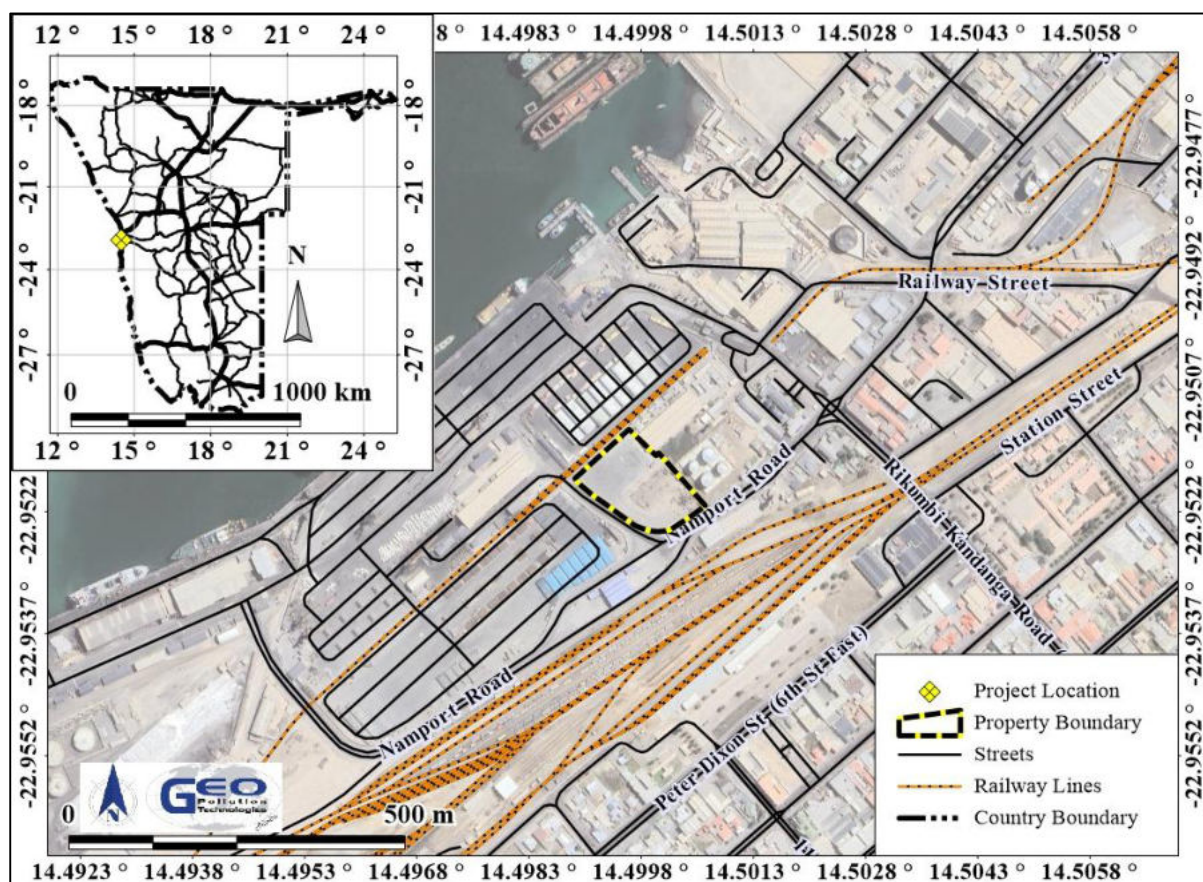 12 ° 15 ° 18 ° 21 ° 24 °
8 ° 14.4983 ° 14.4998 ° 14.5013 ° 14.5028 ° 14.5043 ° 14.5058 °
-18°
-21°
-24°
-27°
-18°
-21°
-24°
-27°
N
0 1000 km
12 ° 15 ° 18 ° 21 ° 24 °
-22.9477 °
-22.9492 °
-22.9507 °
-22.9522 °
-22.9537 °
-22.9552 °
-22.9522 °
-22.9537 °
-22.9552 °
Railway Street
Station Street
Namport Road
Rikumbi Kandanga Road
Namport Road
Peter Dixon St (6th St East)
Project Location
Property Boundary
Streets
Railway Lines
Country Boundary
N
GEO
Pollution
Technologies
0 500 m
14.4923 ° 14.4938 ° 14.4953 ° 14.4968 ° 14.4983 ° 14.4998 ° 14.5013 ° 14.5028 ° 14.5043 ° 14.5058 °